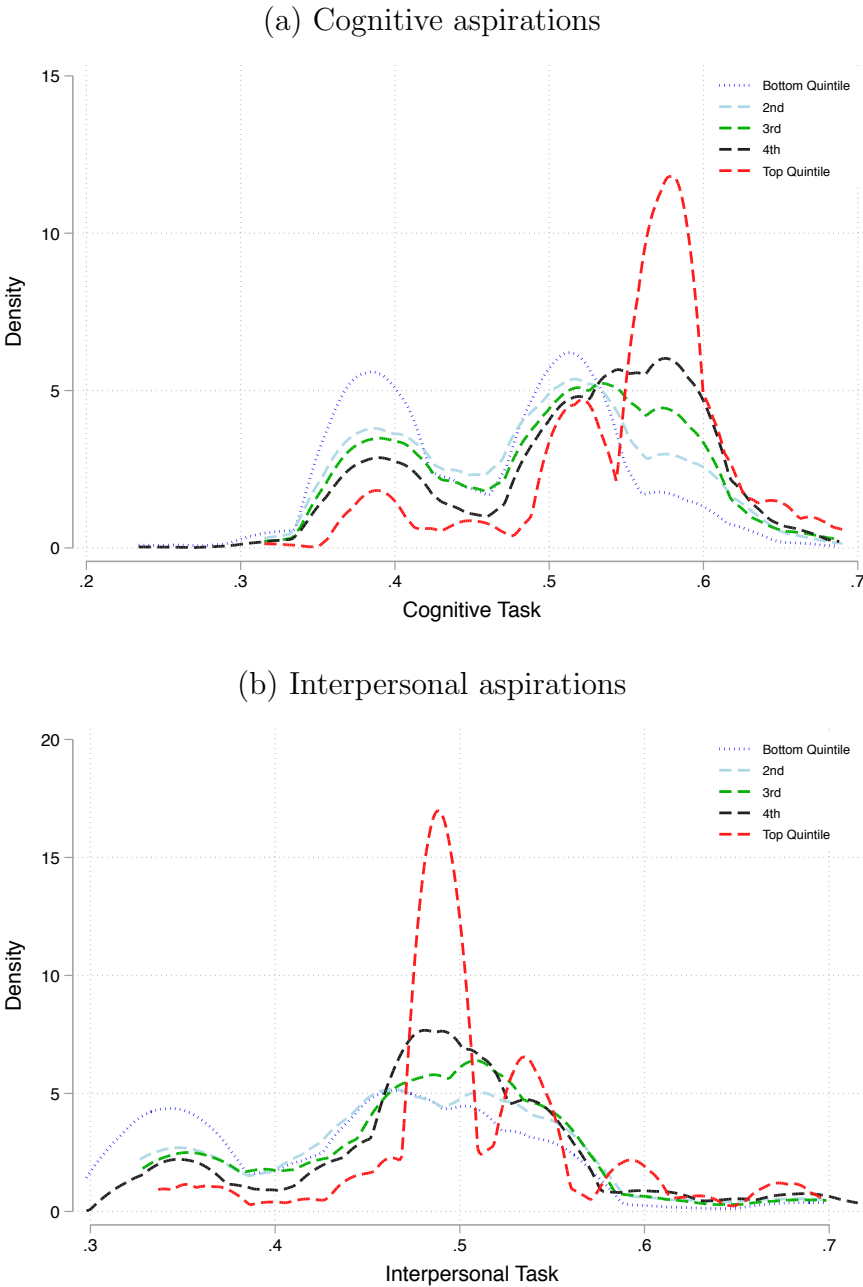 (a) Cognitive aspirations
15
10
5
0
Density
Bottom Quintile
2nd
3rd
4th
Top Quintile
.2 .3 .4 .5 .6 .7
Cognitive Task
(b) Interpersonal aspirations
20
15
10
5
0
Density
Bottom Quintile
2nd
3rd
4th
Top Quintile
.3 .4 .5 .6 .7
Interpersonal Task